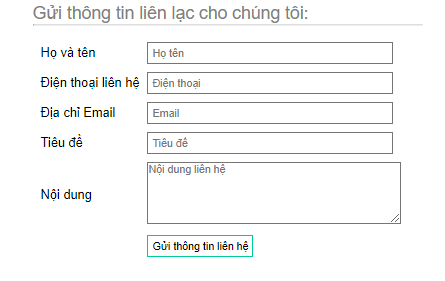 Gửi thông tin liên lạc cho chúng tôi:
Họ và tên Họ tên
Điện thoại liên hệ Điện thoại
Địa chỉ Email Email
Tiêu đề Tiêu đề
Nội dung Nội dung liên hệ
Gửi thông tin liên hệ